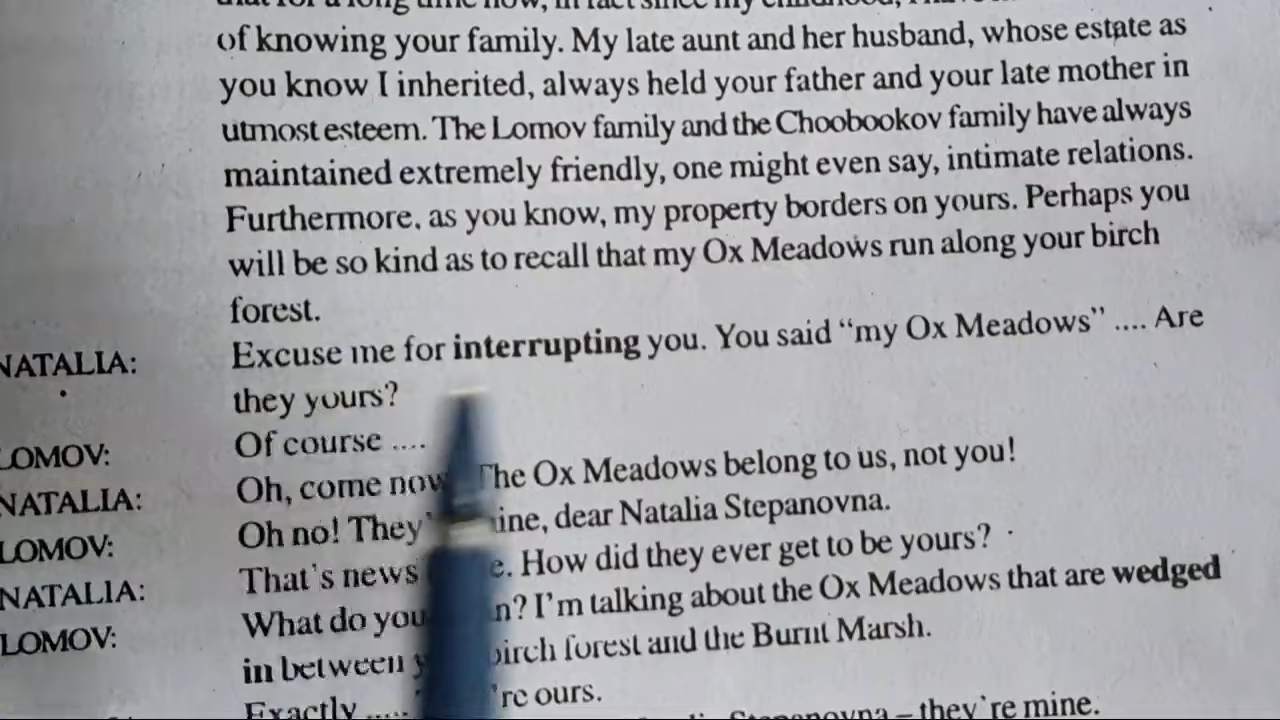 of knowing your family. My late aunt and her husband, whose estate as
you know I inherited, always held your father and your late mother in
utmost esteem. The Lomov family and the Choobookov family have always
maintained extremely friendly, one might even say, intimate relations.
Furthermore, as you know, my property borders on yours. Perhaps you
will be so kind as to recall that my Ox Meadows run along your birch
forest.
NATALIA: Excuse me for interrupting you. You said “my Ox Meadows” .... Are
they yours?
LOMOV: Of course ....
NATALIA: Oh, come now The Ox Meadows belong to us, not you!
LOMOV: Oh no! They' dear Natalia Stepanovna.
NATALIA: That's news How did they ever get to be yours?
LOMOV: What do you I'm talking about the Ox Meadows that are wedged
in between birch forest and the Burnt Marsh.
Exactly ..... 're ours.
Stepanovna – they're mine.